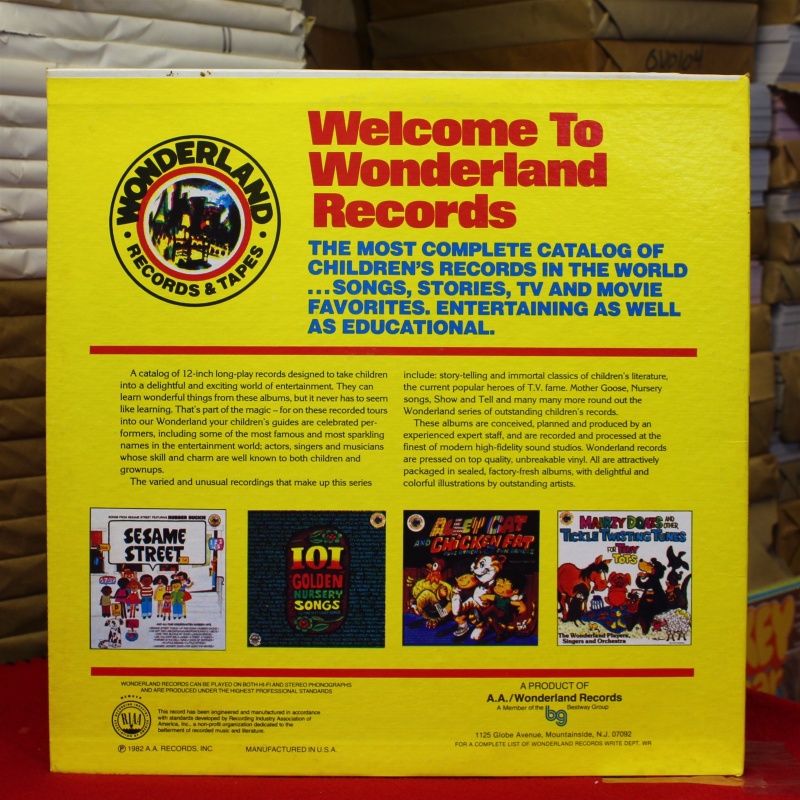 WONDERLAND
• RECORDS & TAPES •
Welcome To
Wonderland
Records
THE MOST COMPLETE CATALOG OF
CHILDREN'S RECORDS IN THE WORLD
...SONGS, STORIES, TV AND MOVIE
FAVORITES. ENTERTAINING AS WELL
AS EDUCATIONAL.
A catalog of 12-inch long-play records designed to take children
into a delightful and exciting world of entertainment. They can
learn wonderful things from these albums, but it never has to seem
like learning. That's part of the magic – for on these recorded tours
into our Wonderland your children's guides are celebrated per-
formers, including some of the most famous and most sparkling
names in the entertainment world; actors, singers and musicians
whose skill and charm are well known to both children and
grownups.
The varied and unusual recordings that make up this series
include: story-telling and immortal classics of children's literature,
the current popular heroes of T.V. fame. Mother Goose, Nursery
songs, Show and Tell and many many more round out the
Wonderland series of outstanding children's records.
These albums are conceived, planned and produced by an
experienced expert staff, and are recorded and processed at the
finest of modern high-fidelity sound studios. Wonderland records
are pressed on top quality, unbreakable vinyl. All are attractively
packaged in sealed, factory-fresh albums, with delightful and
colorful illustrations by outstanding artists.
SONGS FROM SESAME STREET FEATURING RUBBER DUCKIE
SESAME
STREET
101
GOLDEN
NURSERY
SONGS
ALLEY CAT
AND CHICKEN FAT
MAIRZY DOATS AND
OTHER
TICKLE TWISTING TUNES
FOR TINY
TOTS
The Wonderland Players,
Singers and Orchestra
WONDERLAND RECORDS CAN BE PLAYED ON BOTH HI-FI AND STEREO PHONOGRAPHS
AND ARE PRODUCED UNDER THE HIGHEST PROFESSIONAL STANDARDS
MEMBER
RIAA
This record has been engineered and manufactured in accordance
with standards developed by Recording Industry Association of
America, Inc., a non-profit organization dedicated to the
betterment of recorded music and literature.
℗ 1982 A.A. RECORDS, INC. MANUFACTURED IN U.S.A.
A PRODUCT OF
A.A./Wonderland Records
A Member of the bg Bestway Group
1125 Globe Avenue, Mountainside, N.J. 07092
FOR A COMPLETE LIST OF WONDERLAND RECORDS WRITE DEPT. WR